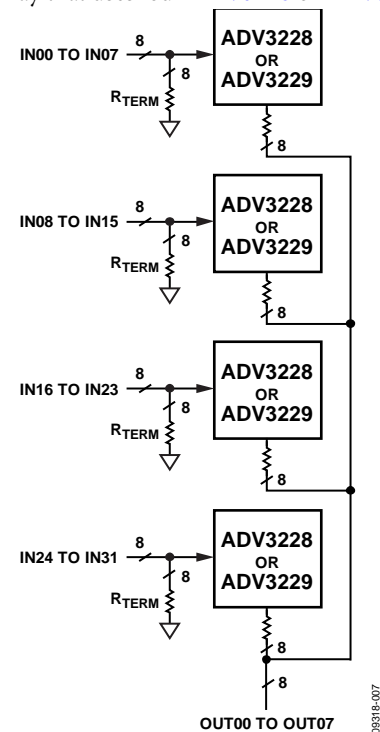 8
IN00 TO IN07
8
RTERM
ADV3228
OR
ADV3229
8
8
IN08 TO IN15
8
RTERM
ADV3228
OR
ADV3229
8
8
IN16 TO IN23
8
RTERM
ADV3228
OR
ADV3229
8
8
IN24 TO IN31
8
RTERM
ADV3228
OR
ADV3229
8
8
OUT00 TO OUT07
09318-007